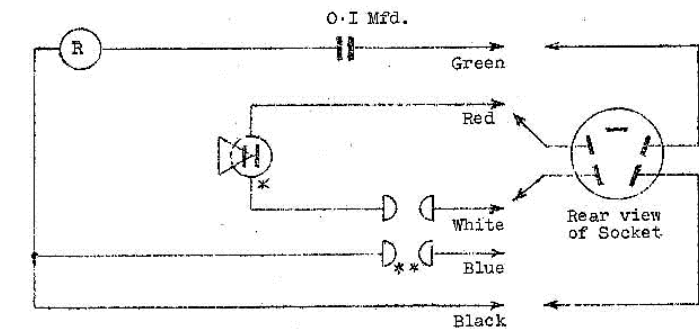 O·I Mfd.
R
Green
Red
*
White
Rear view
of Socket
**
Blue
Black